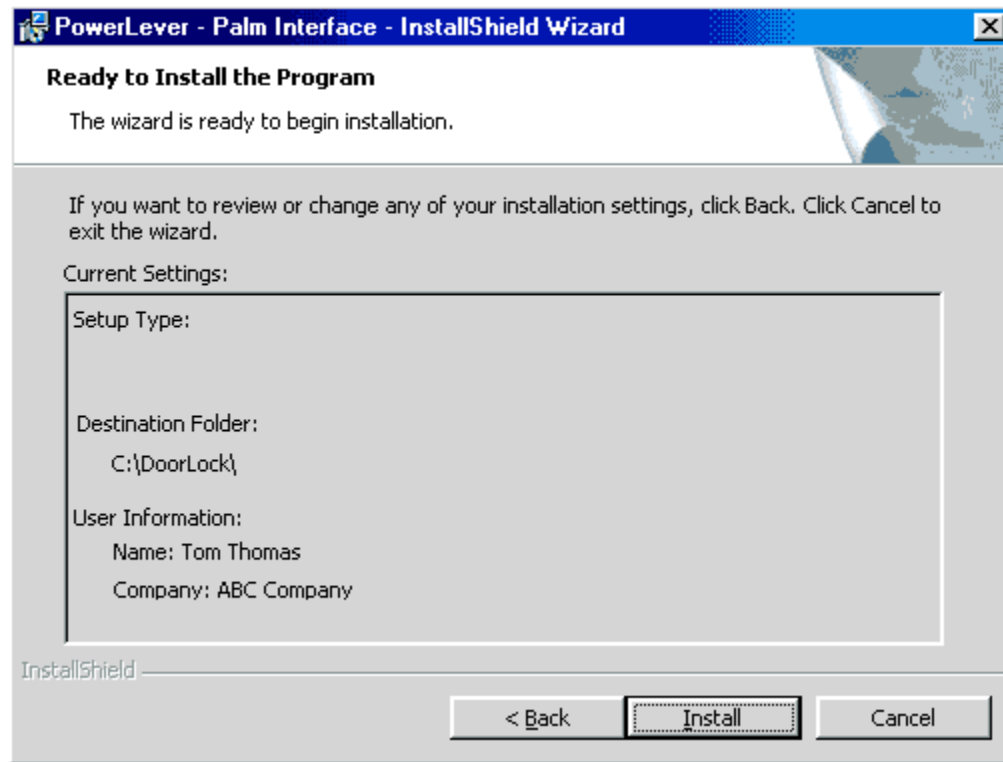 PowerLever - Palm Interface - InstallShield Wizard
Ready to Install the Program
The wizard is ready to begin installation.
If you want to review or change any of your installation settings, click Back. Click Cancel to
exit the wizard.
Current Settings:
Setup Type:
Destination Folder:
C:\DoorLock\
User Information:
Name: Tom Thomas
Company: ABC Company
InstallShield
< Back
Install
Cancel